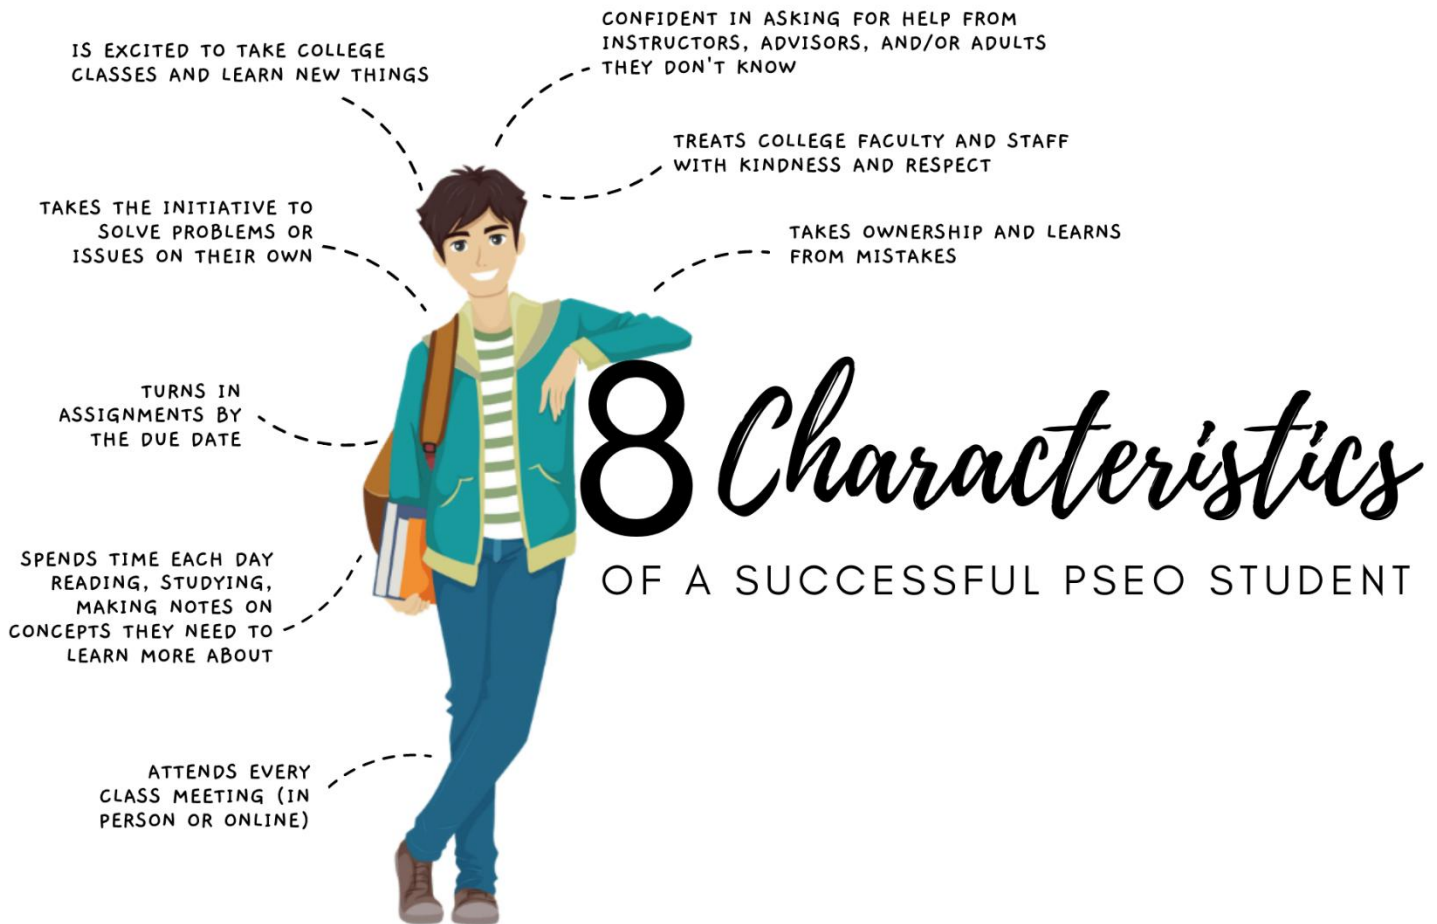 IS EXCITED TO TAKE COLLEGE
CLASSES AND LEARN NEW THINGS
CONFIDENT IN ASKING FOR HELP FROM
INSTRUCTORS, ADVISORS, AND/OR ADULTS
THEY DON'T KNOW
TREATS COLLEGE FACULTY AND STAFF
WITH KINDNESS AND RESPECT
TAKES THE INITIATIVE TO
SOLVE PROBLEMS OR
ISSUES ON THEIR OWN
TAKES OWNERSHIP AND LEARNS
FROM MISTAKES
TURNS IN
ASSIGNMENTS BY
THE DUE DATE
8 Characteristics
OF A SUCCESSFUL PSEO STUDENT
SPENDS TIME EACH DAY
READING, STUDYING,
MAKING NOTES ON
CONCEPTS THEY NEED TO
LEARN MORE ABOUT
ATTENDS EVERY
CLASS MEETING (IN
PERSON OR ONLINE)